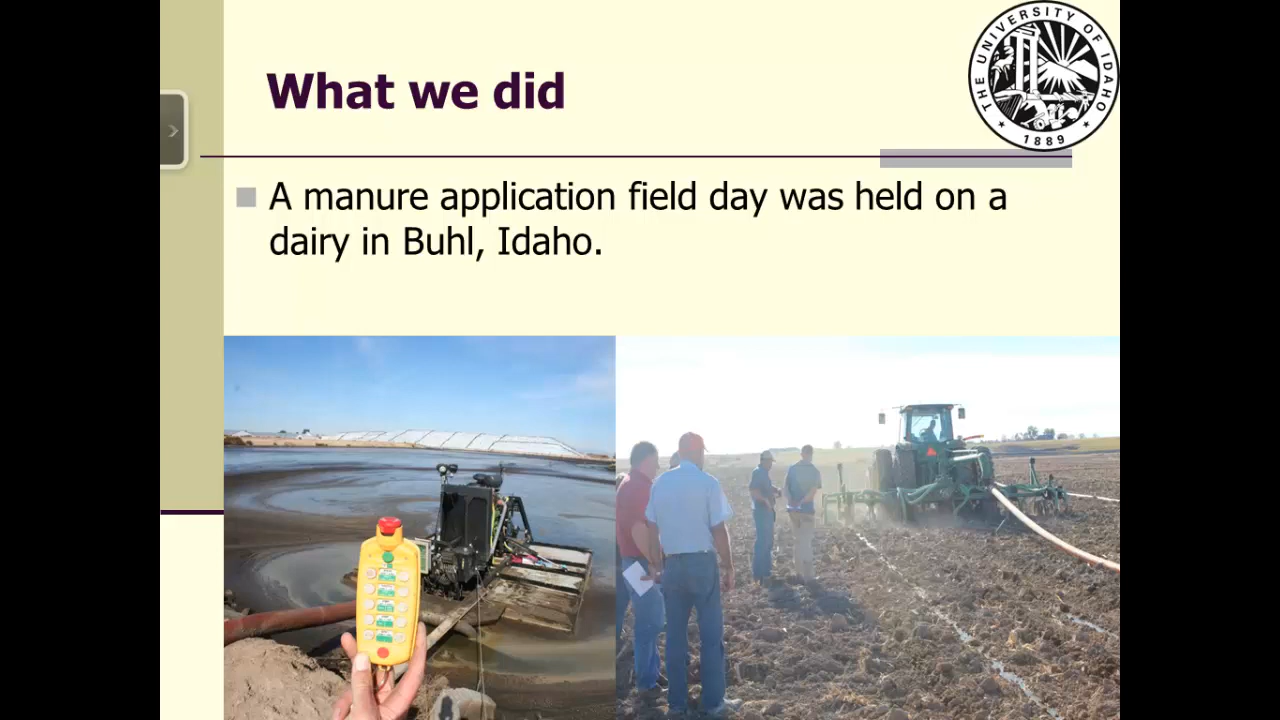 THE UNIVERSITY OF IDAHO
1889
What we did
A manure application field day was held on a
dairy in Buhl, Idaho.